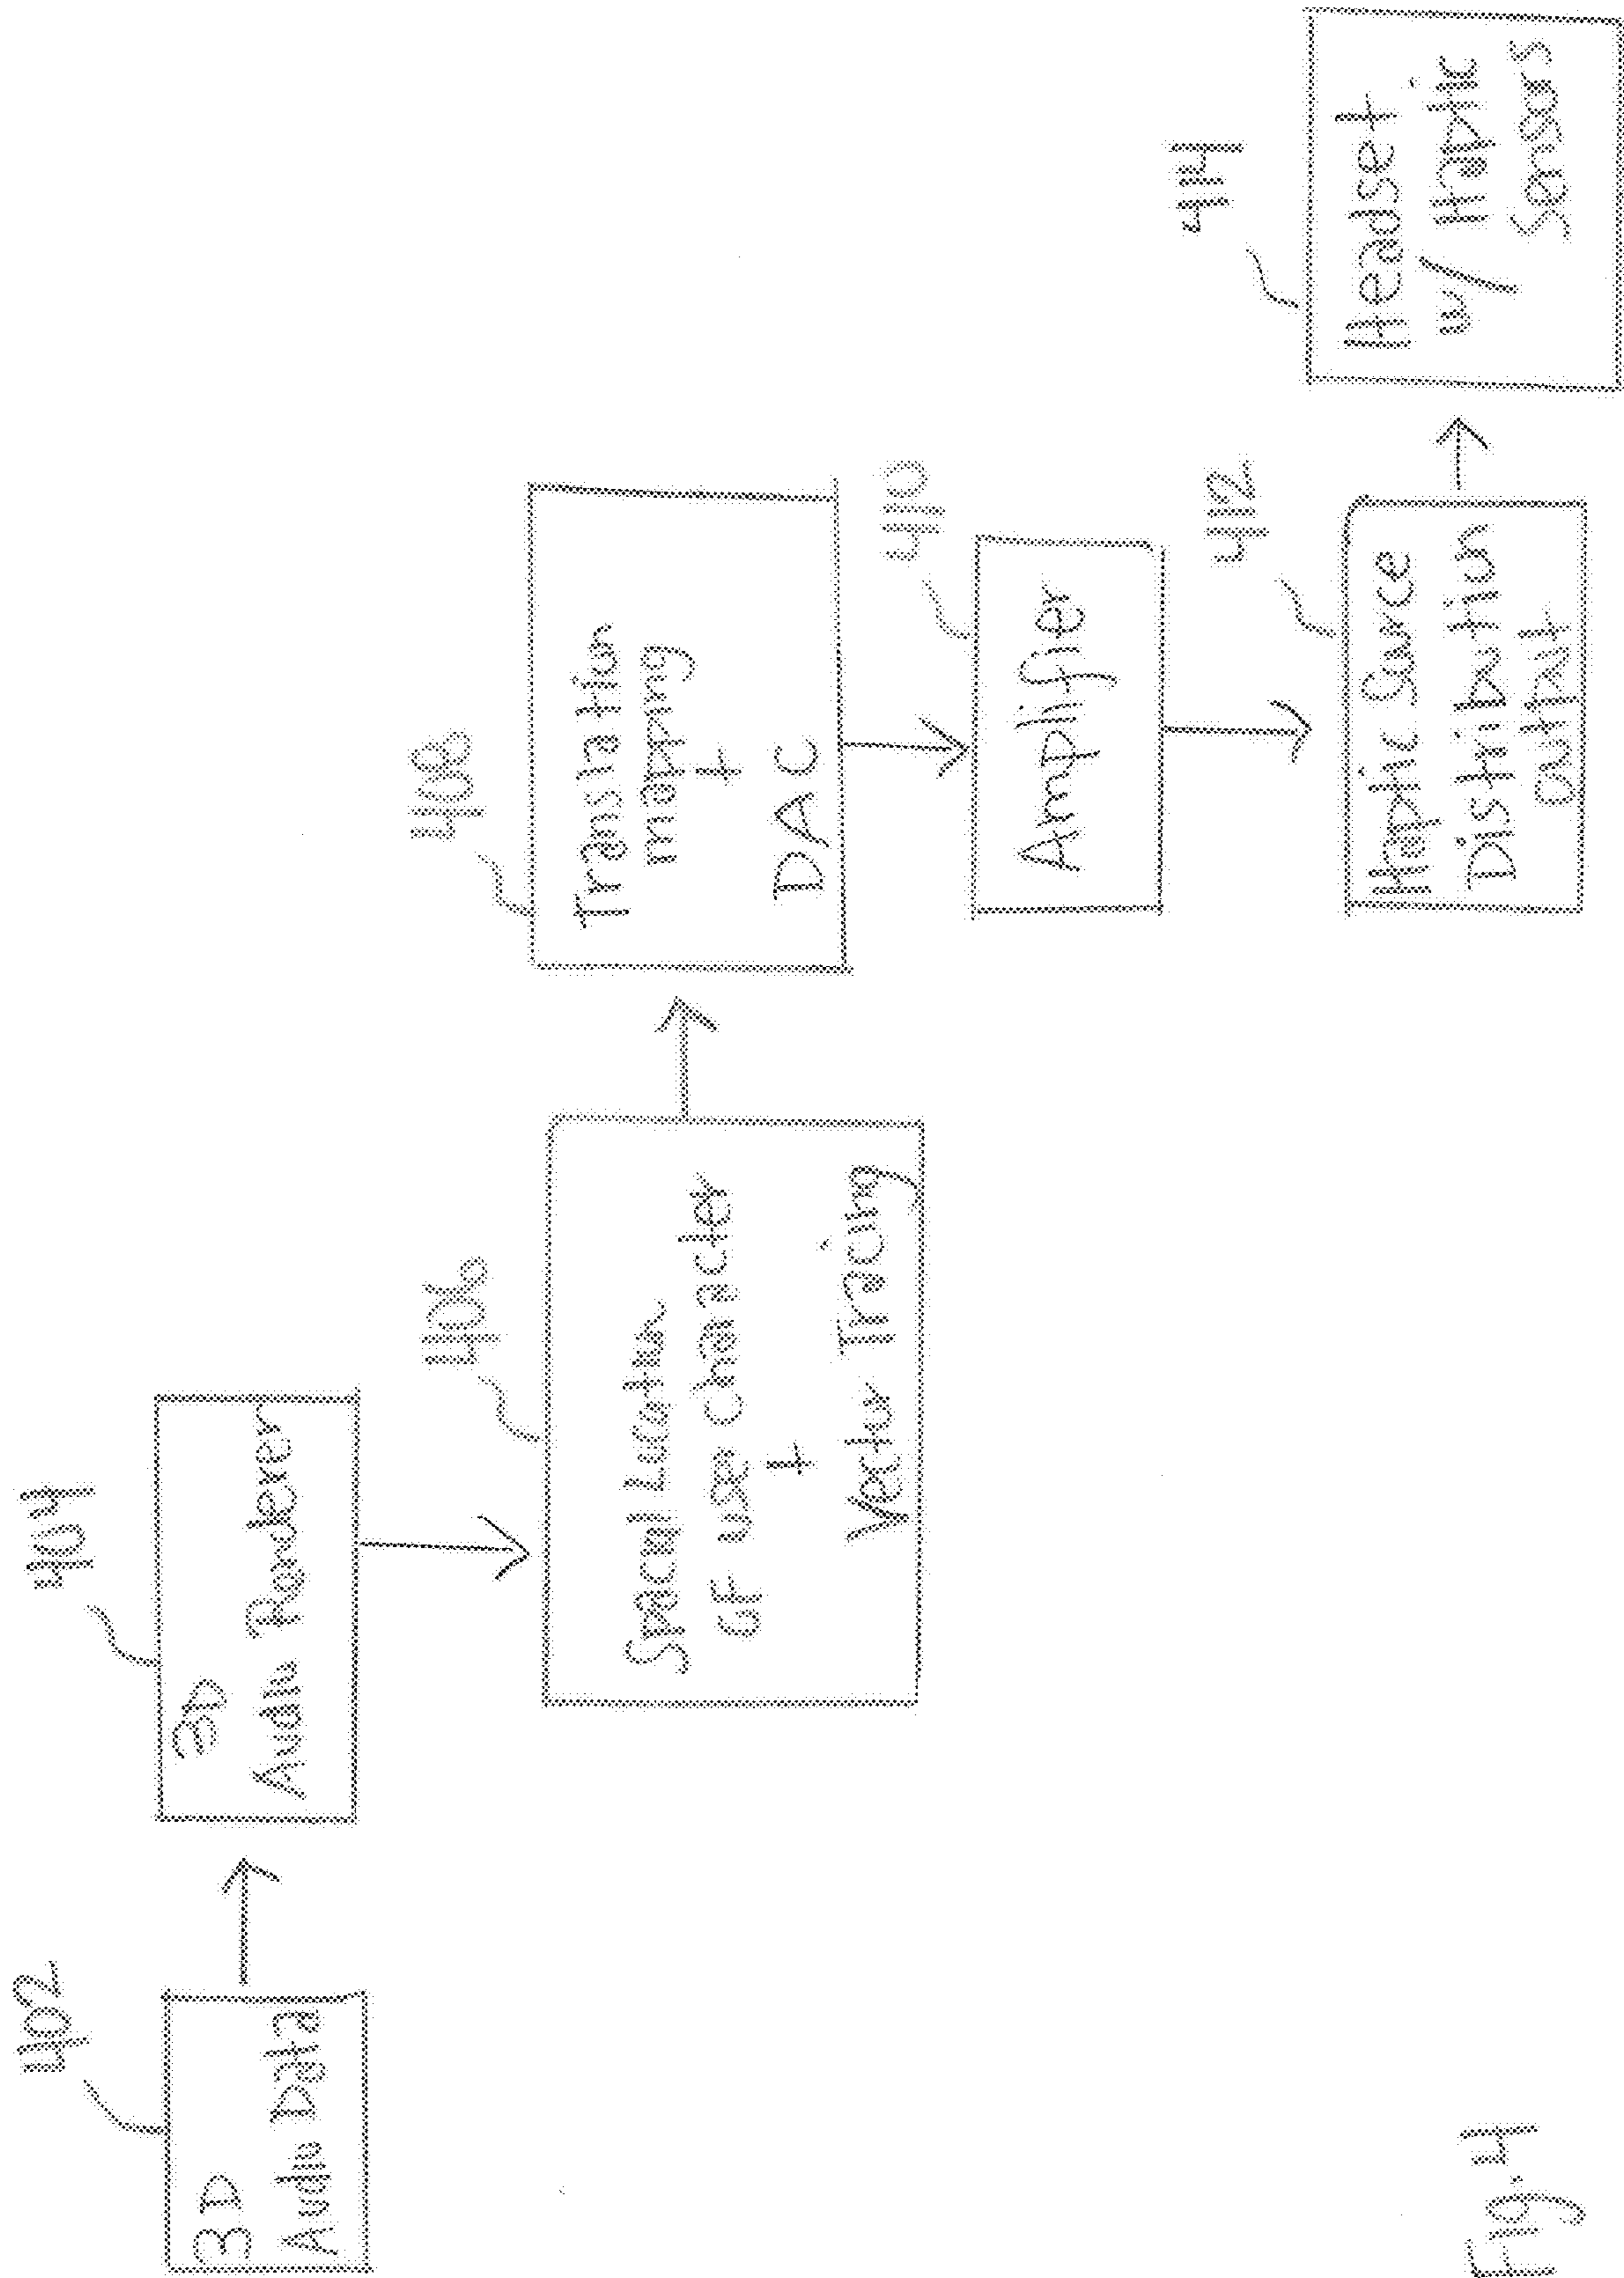 402
3D
Audio Data
404
3D
Audio Renderer
406
Spacial Location
of user character
+
Vector Tracing
408
Translation
mapping
+
DAC
410
Amplifier
412
Haptic Source
Distribution
Output
414
Headset
w/ Haptic
Sensors
Fig. 4